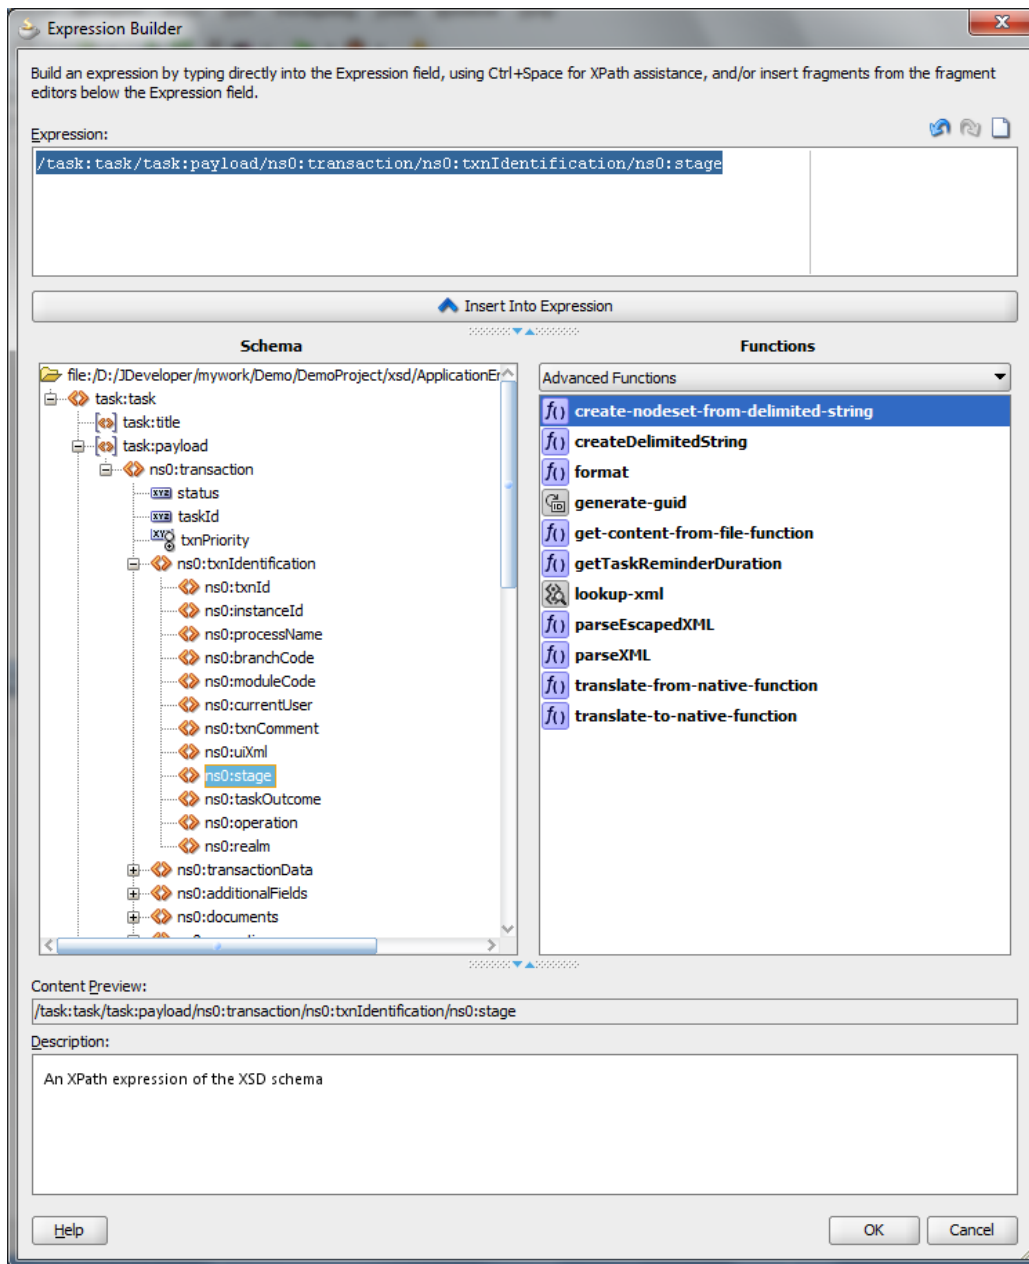 Expression Builder
Build an expression by typing directly into the Expression field, using Ctrl+Space for XPath assistance, and/or insert fragments from the fragment
editors below the Expression field.
Expression:
/task:task/task:payload/ns0:transaction/ns0:txnIdentification/ns0:stage
Insert Into Expression
Schema
file:/D:/JDeveloper/mywork/Demo/DemoProject/xsd/ApplicationEr
task:task
task:title
task:payload
ns0:transaction
status
taskId
txnPriority
ns0:txnIdentification
ns0:txnId
ns0:instanceId
ns0:processName
ns0:branchCode
ns0:moduleCode
ns0:currentUser
ns0:txnComment
ns0:uiXml
ns0:stage
ns0:taskOutcome
ns0:operation
ns0:realm
ns0:transactionData
ns0:additionalFields
ns0:documents
Functions
Advanced Functions
create-nodeset-from-delimited-string
createDelimitedString
format
generate-guid
get-content-from-file-function
getTaskReminderDuration
lookup-xml
parseEscapedXML
parseXML
translate-from-native-function
translate-to-native-function
Content Preview:
/task:task/task:payload/ns0:transaction/ns0:txnIdentification/ns0:stage
Description:
An XPath expression of the XSD schema
Help
OK
Cancel